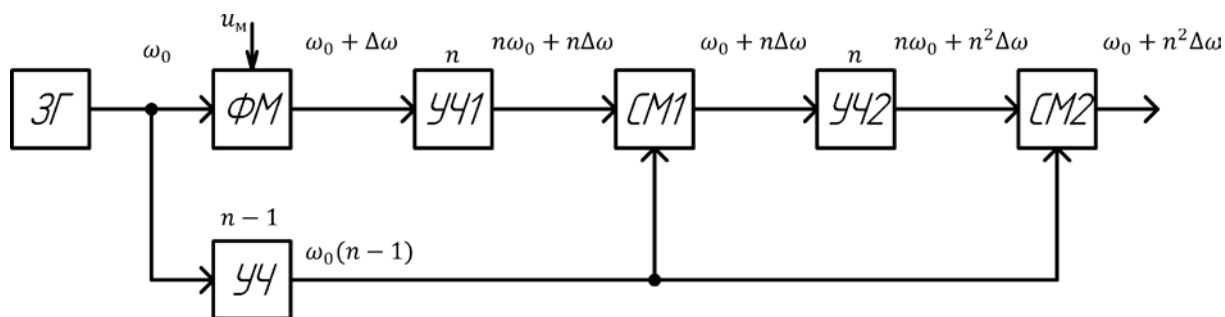 uм
ω₀
ω₀ + Δω
n
nω₀ + nΔω
ω₀ + nΔω
n
nω₀ + n²Δω
ω₀ + n²Δω
ЗГ
ФМ
УЧ1
СМ1
УЧ2
СМ2
n − 1
ω₀(n − 1)
УЧ